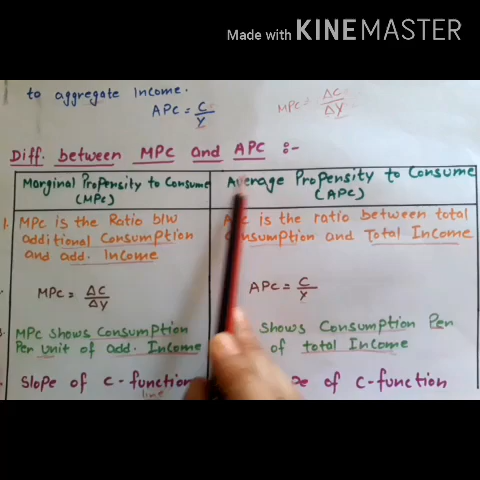 Made with KINEMASTER
to aggregate Income.
APC = C/Y
MPC = ΔC/ΔY
Diff. between MPC and APC :-
Marginal Propensity to Consume
(MPC)
Average Propensity to Consume
(APC)
1. MPC is the Ratio b/w
additional Consumption
and add. Income
is the ratio between total
Consumption and Total Income
MPC = ΔC/ΔY
APC = C/Y
MPC shows Consumption
Per unit of add. Income
Shows Consumption Per
of total Income
Slope of C-function
line
of C-function